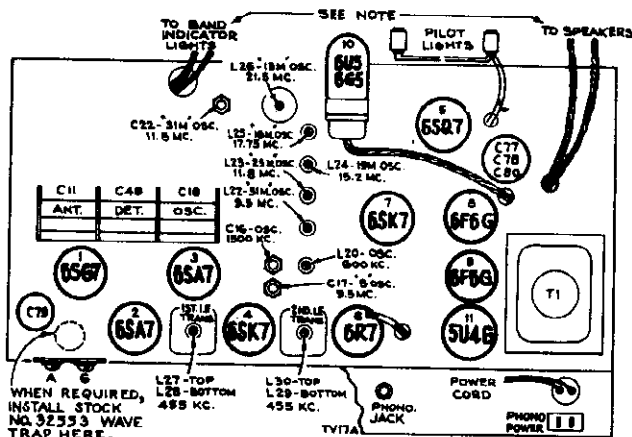 TO BAND
INDICATOR
LIGHTS
SEE NOTE
PILOT
LIGHTS
TO SPEAKERS
L26-"13M"OSC.
21.5 MC.
10
6U5
6G5
C22-"31M"OSC.
11.8 MC.
L25-"16M"OSC
17.75 MC.
L23-"25M"OSC.
11.8 MC.
L24-19M OSC.
15.2 MC.
L22-"31M"OSC.
9.5 MC.
5
6SQ7
C77
C78
C80
C11
C48
C18
ANT.
DET.
OSC.
7
6SK7
8
6F6G
C16-OSC.
1500 KC.
L20-OSC.
600 KC.
C17-"B"OSC.
9.5 MC.
1
6SG7
3
6SA7
9
6F6G
T1
C79
2
6SA7
1ST. I.F.
TRANS.
4
6SK7
2ND. I.F.
TRANS.
6
6R7
11
5U4G
A
G
WHEN REQUIRED,
INSTALL STOCK
NO. 32553 WAVE
TRAP HERE.
L27-TOP
L28-BOTTOM
455 KC.
L30-TOP
L29-BOTTOM
455 KC.
PHONO.
JACK
POWER
CORD
PHONO
POWER
TY17A